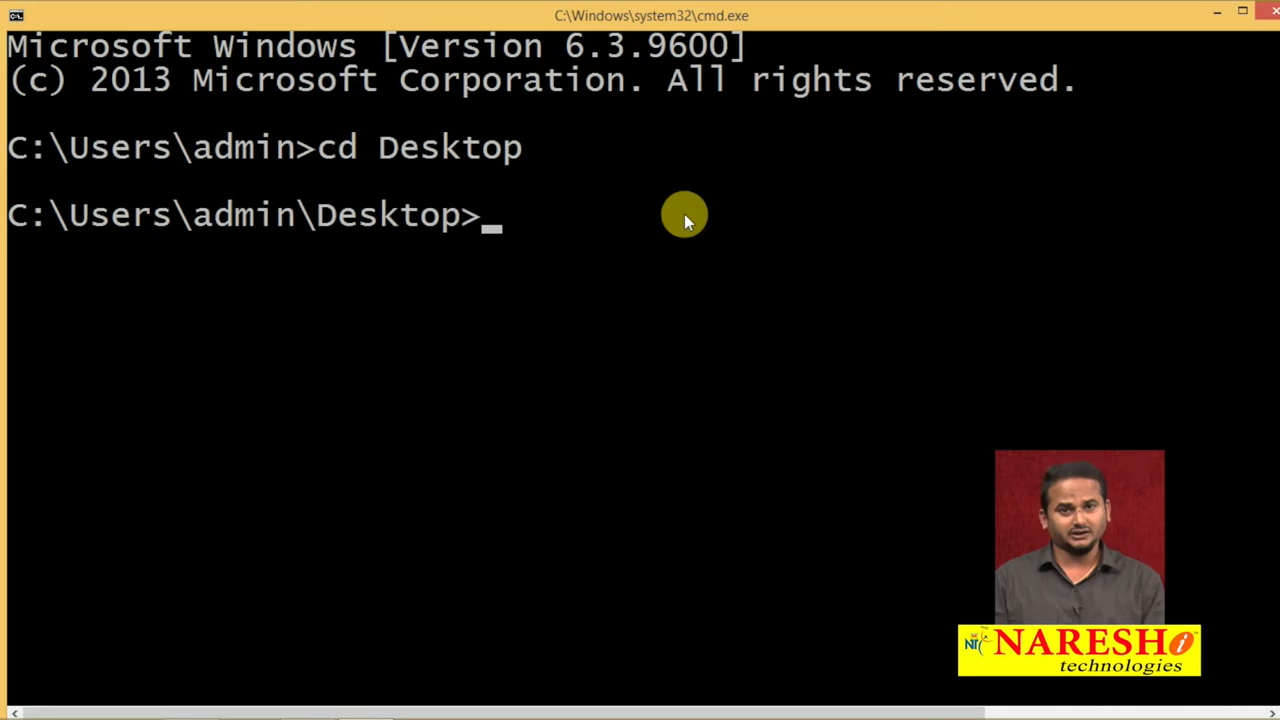 C:\Windows\system32\cmd.exe
Microsoft Windows [Version 6.3.9600]
(c) 2013 Microsoft Corporation. All rights reserved.
C:\Users\admin>cd Desktop
C:\Users\admin\Desktop>_
NARESH i
technologies